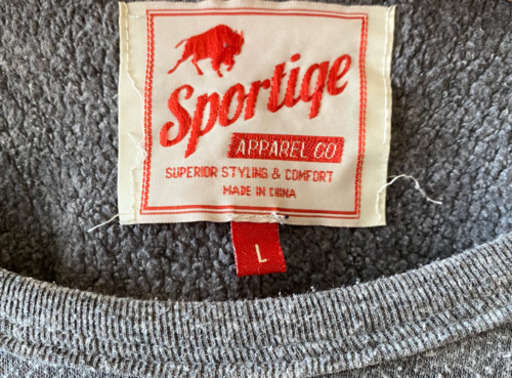 Sportiqe
APPAREL CO
SUPERIOR STYLING & COMFORT
MADE IN CHINA
L